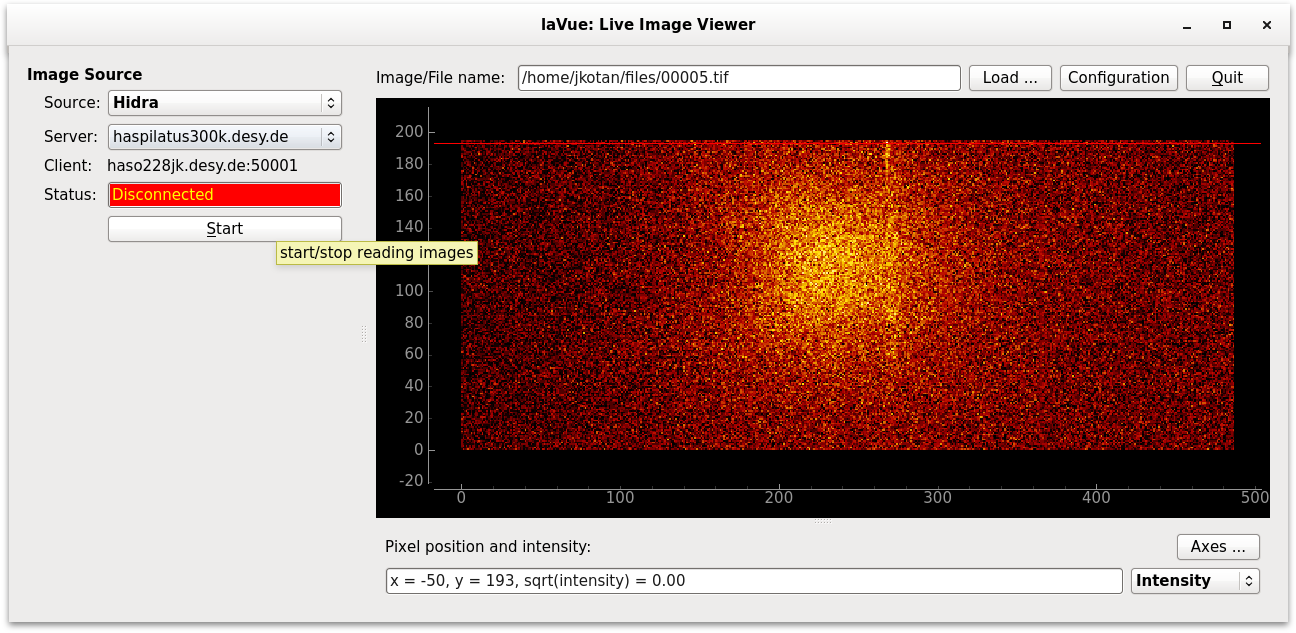 laVue: Live Image Viewer
Image Source
Source: Hidra
Server: haspilatus300k.desy.de
Client: haso228jk.desy.de:50001
Status: Disconnected
Start
start/stop reading images
Image/File name: /home/jkotan/files/00005.tif Load ... Configuration Quit
200
180
160
140
100
80
60
40
20
0
-20
0 100 200 300 400 500
Pixel position and intensity: Axes ...
x = -50, y = 193, sqrt(intensity) = 0.00 Intensity